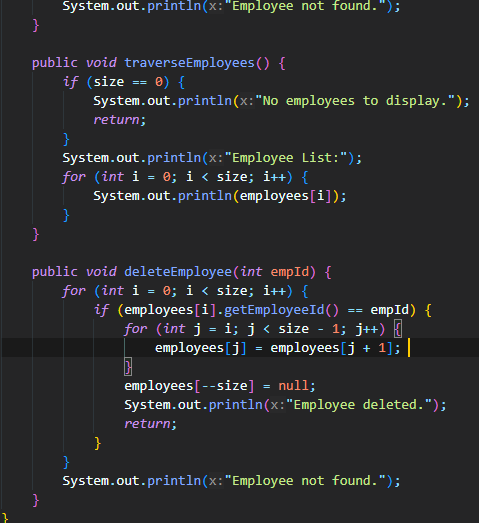 System.out.println(x:"Employee not found.");
    }

    public void traverseEmployees() {
        if (size == 0) {
            System.out.println(x:"No employees to display.");
            return;
        }
        System.out.println(x:"Employee List:");
        for (int i = 0; i < size; i++) {
            System.out.println(employees[i]);
        }
    }

    public void deleteEmployee(int empId) {
        for (int i = 0; i < size; i++) {
            if (employees[i].getEmployeeId() == empId) {
                for (int j = i; j < size - 1; j++) {
                    employees[j] = employees[j + 1];
                }
                employees[--size] = null;
                System.out.println(x:"Employee deleted.");
                return;
            }
        }
        System.out.println(x:"Employee not found.");
    }
}